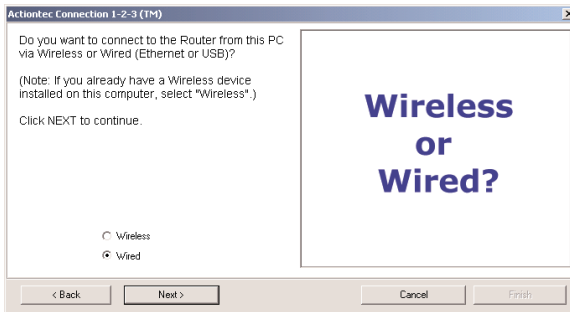 Actiontec Connection 1-2-3 (TM)
Do you want to connect to the Router from this PC
via Wireless or Wired (Ethernet or USB)?
(Note: If you already have a Wireless device
installed on this computer, select "Wireless".)
Click NEXT to continue.
Wireless
or
Wired?
Wireless
Wired
< Back
Next >
Cancel
Finish